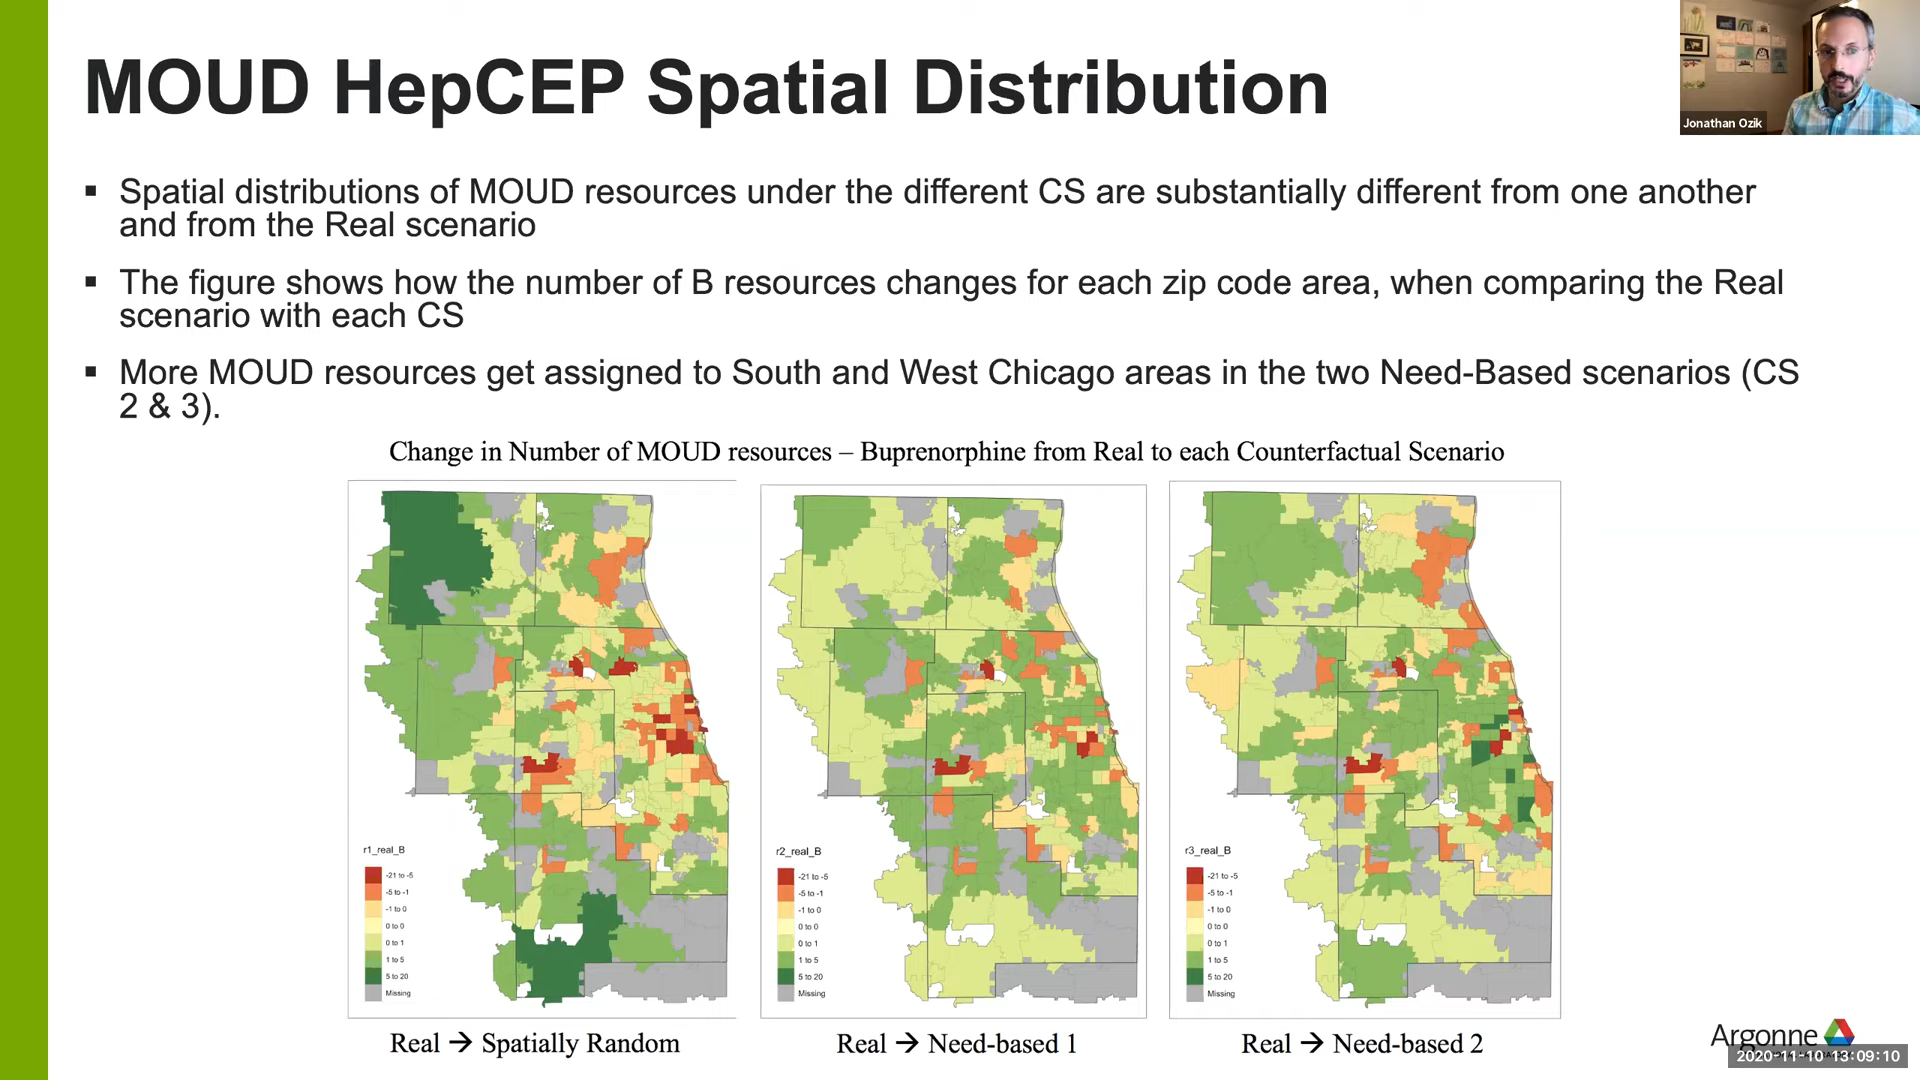 MOUD HepCEP Spatial Distribution
Jonathan Ozik
▪ Spatial distributions of MOUD resources under the different CS are substantially different from one another
and from the Real scenario
▪ The figure shows how the number of B resources changes for each zip code area, when comparing the Real
scenario with each CS
▪ More MOUD resources get assigned to South and West Chicago areas in the two Need-Based scenarios (CS
2 & 3).
Change in Number of MOUD resources – Buprenorphine from Real to each Counterfactual Scenario
r1_real_B
-21 to -5
-5 to -1
-1 to 0
0 to 0
0 to 1
1 to 5
5 to 20
Missing
r2_real_B
-21 to -5
-5 to -1
-1 to 0
0 to 0
0 to 1
1 to 5
5 to 20
Missing
r3_real_B
-21 to -5
-5 to -1
-1 to 0
0 to 0
0 to 1
1 to 5
5 to 20
Missing
Real → Spatially Random
Real → Need-based 1
Real → Need-based 2
Argonne
2020-11-10 13:09:10